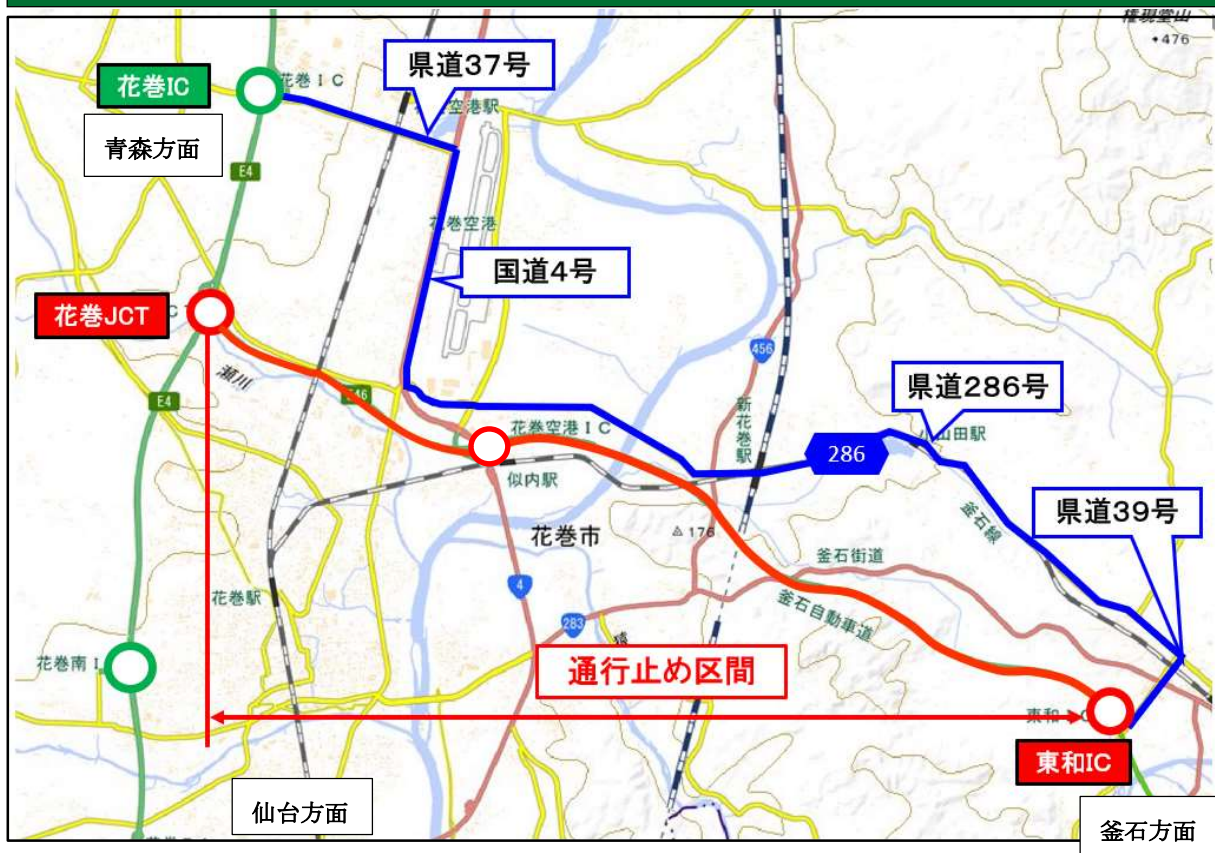 権現堂山
・476
県道37号
花巻IC
花巻IC
青森方面
空港駅
E4
花巻空港
国道4号
花巻JCT
瀬川
E46
E4
456
県道286号
新花巻駅
山田駅
花巻空港IC
286
似内駅
県道39号
釜石線
花巻市
△176
釜石街道
4
花巻駅
釜石自動車道
283
花巻南I
通行止め区間
東和
東和IC
仙台方面
釜石方面